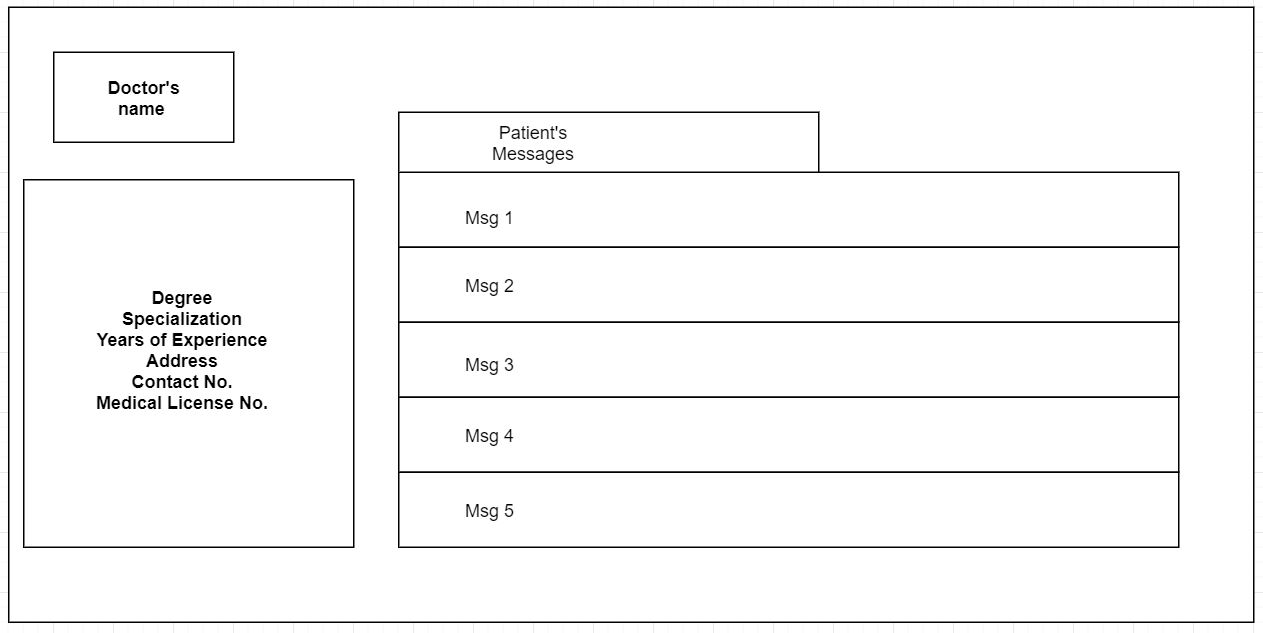 Doctor's
name
Degree
Specialization
Years of Experience
Address
Contact No.
Medical License No.
Patient's
Messages
Msg 1
Msg 2
Msg 3
Msg 4
Msg 5